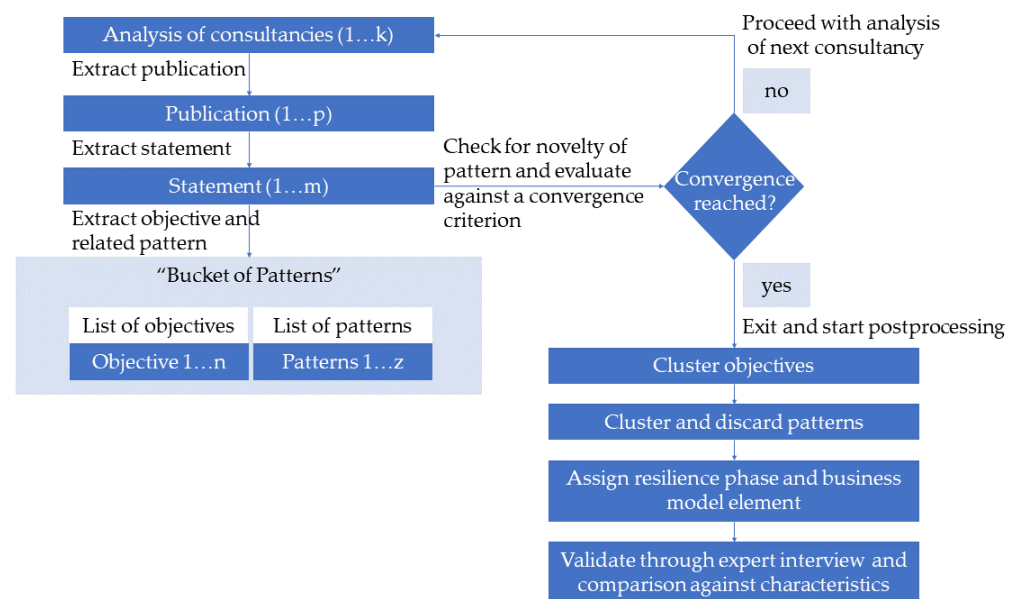 Analysis of consultancies (1…k)
Extract publication
Publication (1…p)
Extract statement
Statement (1…m)
Extract objective and
related pattern
“Bucket of Patterns”
List of objectives
List of patterns
Objective 1…n
Patterns 1…z
Check for novelty of
pattern and evaluate
against a convergence
criterion
Proceed with analysis
of next consultancy
no
Convergence
reached?
yes
Exit and start postprocessing
Cluster objectives
Cluster and discard patterns
Assign resilience phase and business
model element
Validate through expert interview and
comparison against characteristics